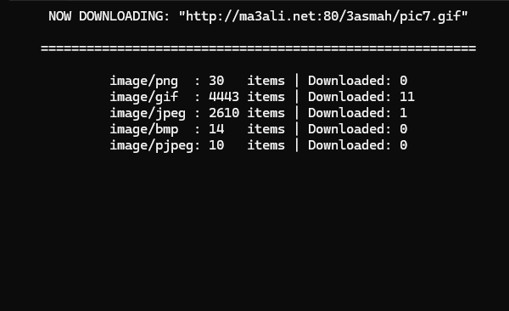 NOW DOWNLOADING: "http://ma3ali.net:80/3asmah/pic7.gif"
=========================================================
image/png  : 30   items | Downloaded: 0
image/gif  : 4443 items | Downloaded: 11
image/jpeg : 2610 items | Downloaded: 1
image/bmp  : 14   items | Downloaded: 0
image/pjpeg: 10   items | Downloaded: 0